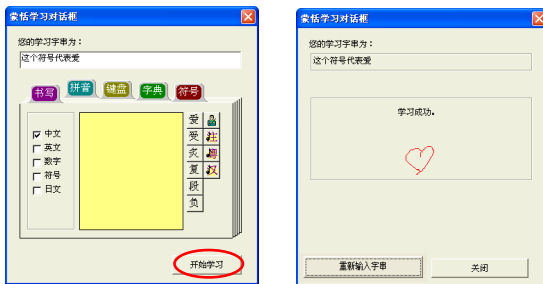 蒙恬学习对话框
您的学习字串为：
这个符号代表爱
书写 拼音 键盘 字典 符号
中文
英文
数字
符号
日文
爱
受 注
炙 粤
复 汉
段
负
开始学习
蒙恬学习对话框
您的学习字串为：
这个符号代表爱
学习成功。
重新输入字串 关闭